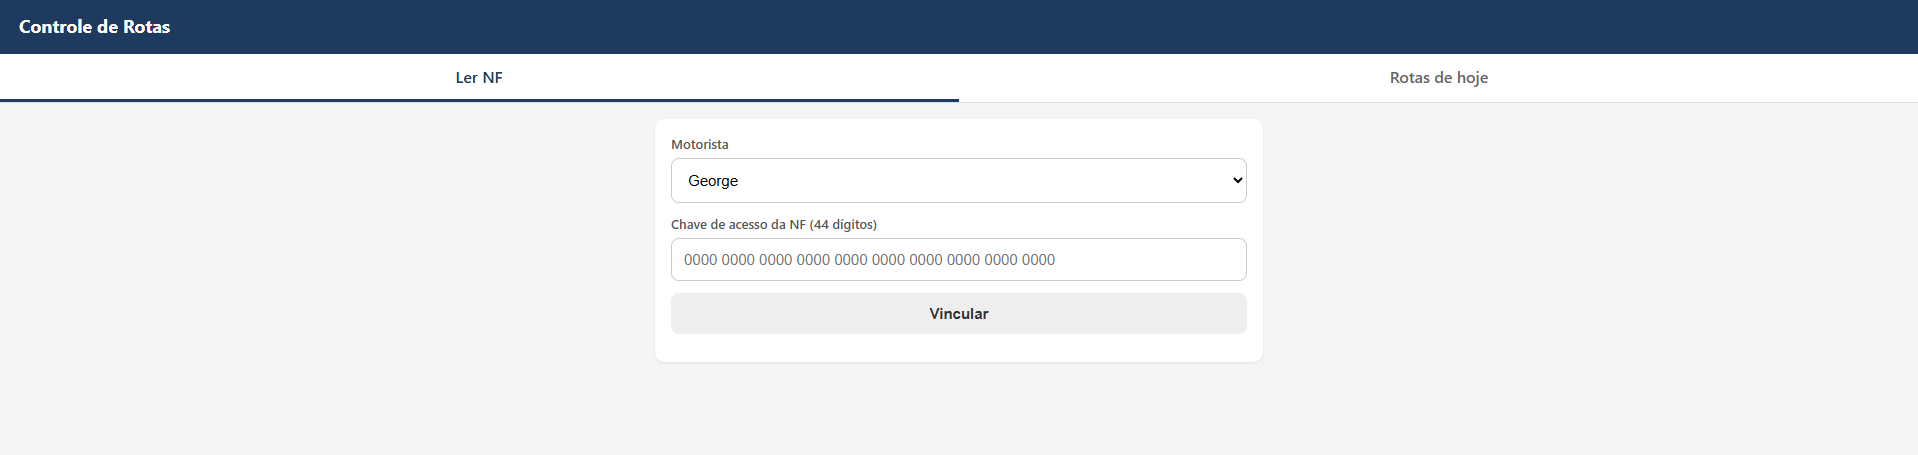 Controle de Rotas
Ler NF
Rotas de hoje
Motorista
George
Chave de acesso da NF (44 dígitos)
0000 0000 0000 0000 0000 0000 0000 0000 0000 0000
Vincular